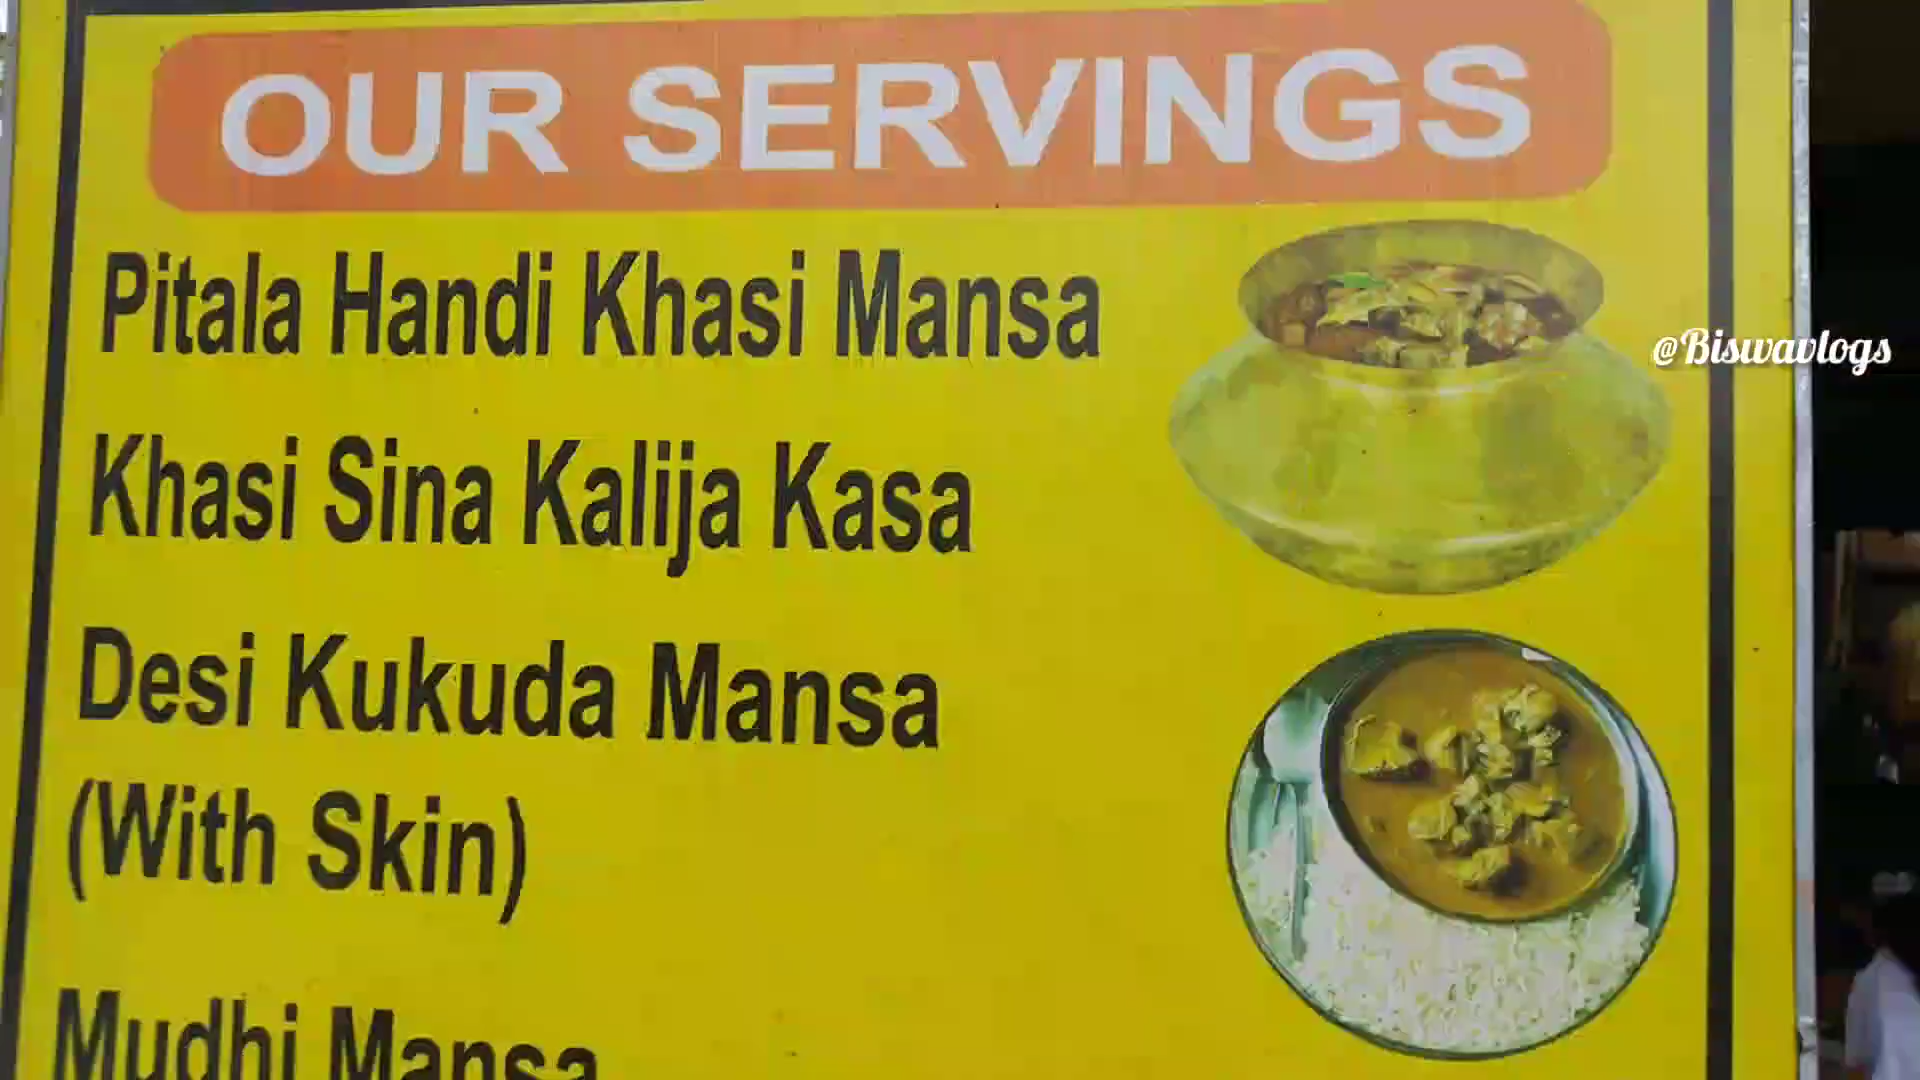 OUR SERVINGS
Pitala Handi Khasi Mansa
@Biswavlogs
Khasi Sina Kalija Kasa
Desi Kukuda Mansa
(With Skin)
Mudhi Mansa